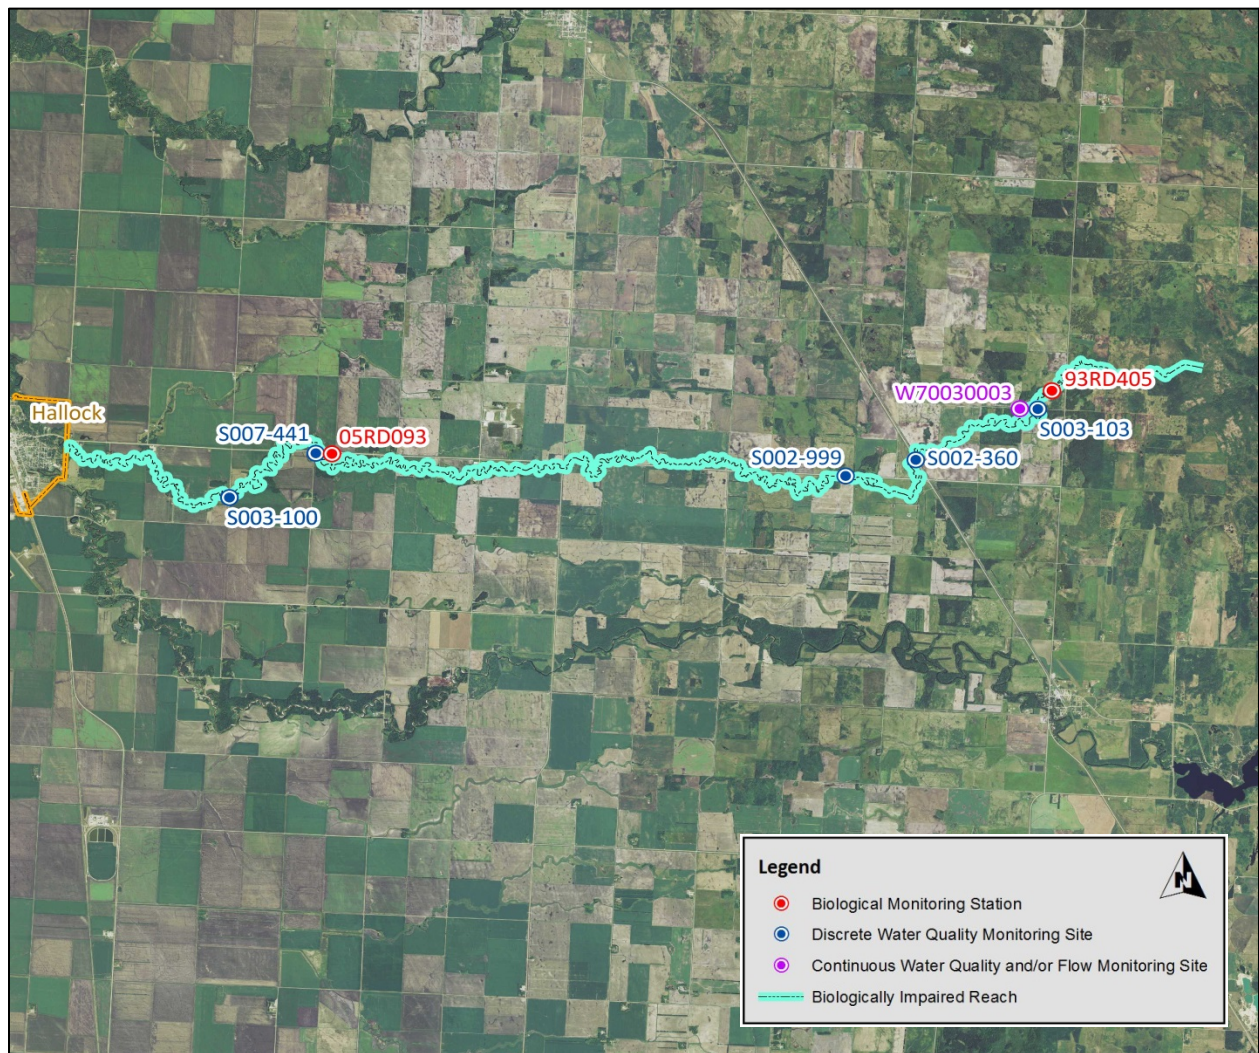 93RD405
W70030003
Hallock
S003-103
S007-441
05RD093
S002-999
S002-360
S003-100
Legend
N
Biological Monitoring Station
Discrete Water Quality Monitoring Site
Continuous Water Quality and/or Flow Monitoring Site
Biologically Impaired Reach